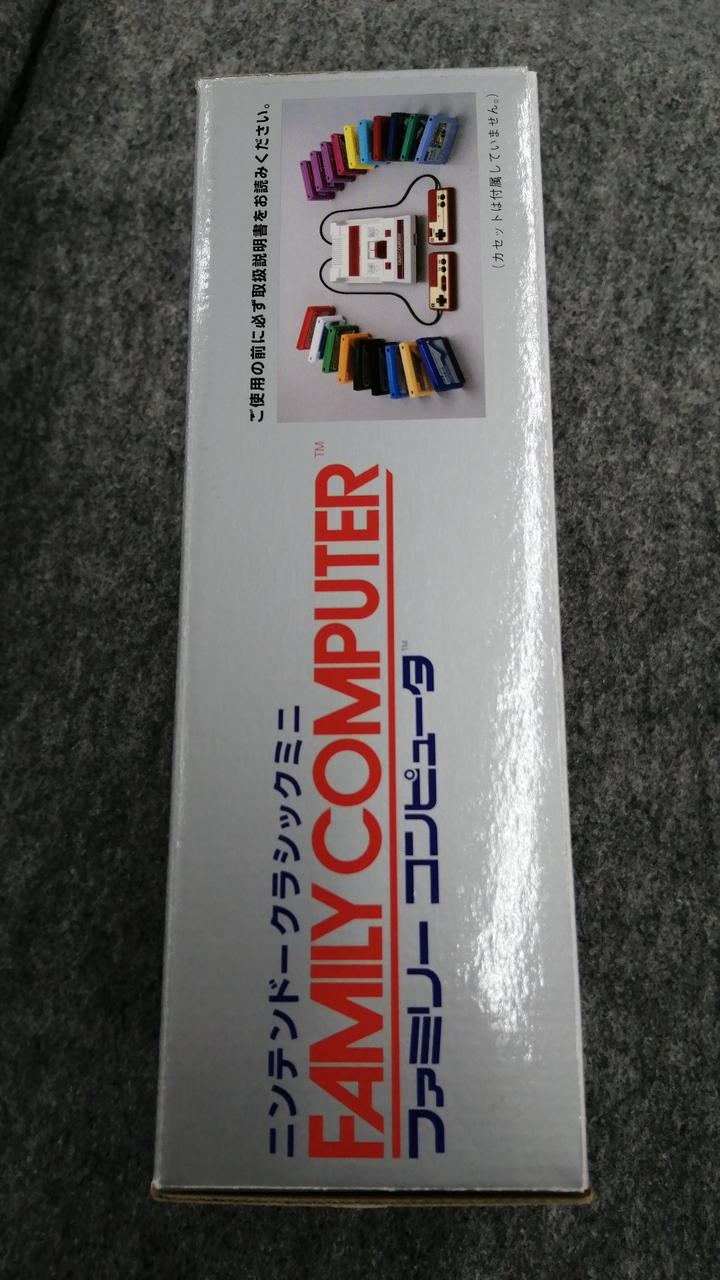 ニンテンドークラシックミニ
FAMILY COMPUTER™
ファミリー コンピュータ™
ご使用の前に必ず取扱説明書をお読みください。
(カセットは付属していません。)